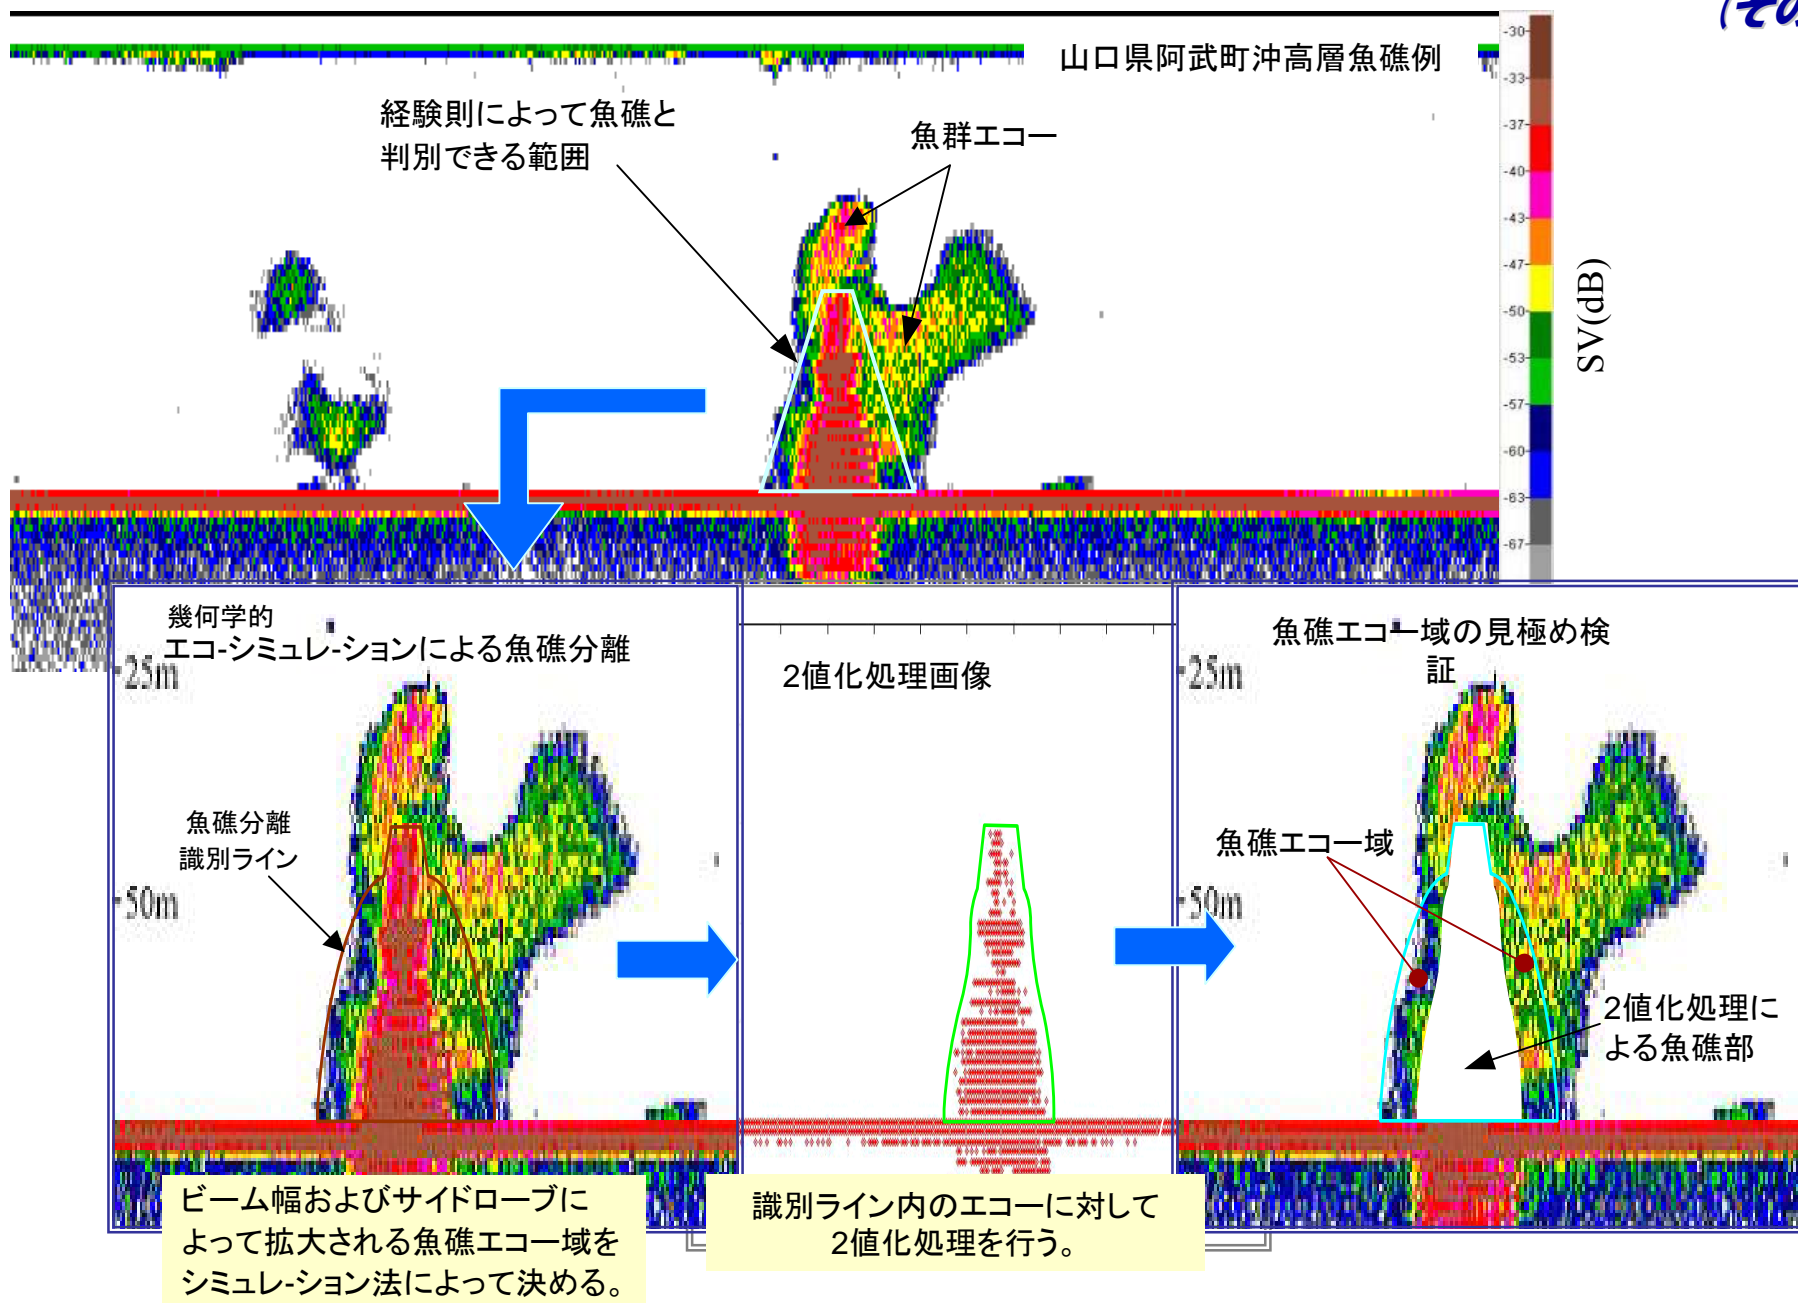 (その
山口県阿武町沖高層魚礁例
経験則によって魚礁と
判別できる範囲
魚群エコー
-30
-33
-37
-40
-43
-47
-50
-53
-57
-60
-63
-67
SV(dB)
幾何学的
エコ-シミュレ-ションによる魚礁分離
25m
魚礁分離
識別ライン
50m
ビーム幅およびサイドローブに
よって拡大される魚礁エコー域を
シミュレ-ション法によって決める。
2値化処理画像
識別ライン内のエコーに対して
2値化処理を行う。
魚礁エコー域の見極め検
証
25m
魚礁エコー域
50m
2値化処理に
よる魚礁部